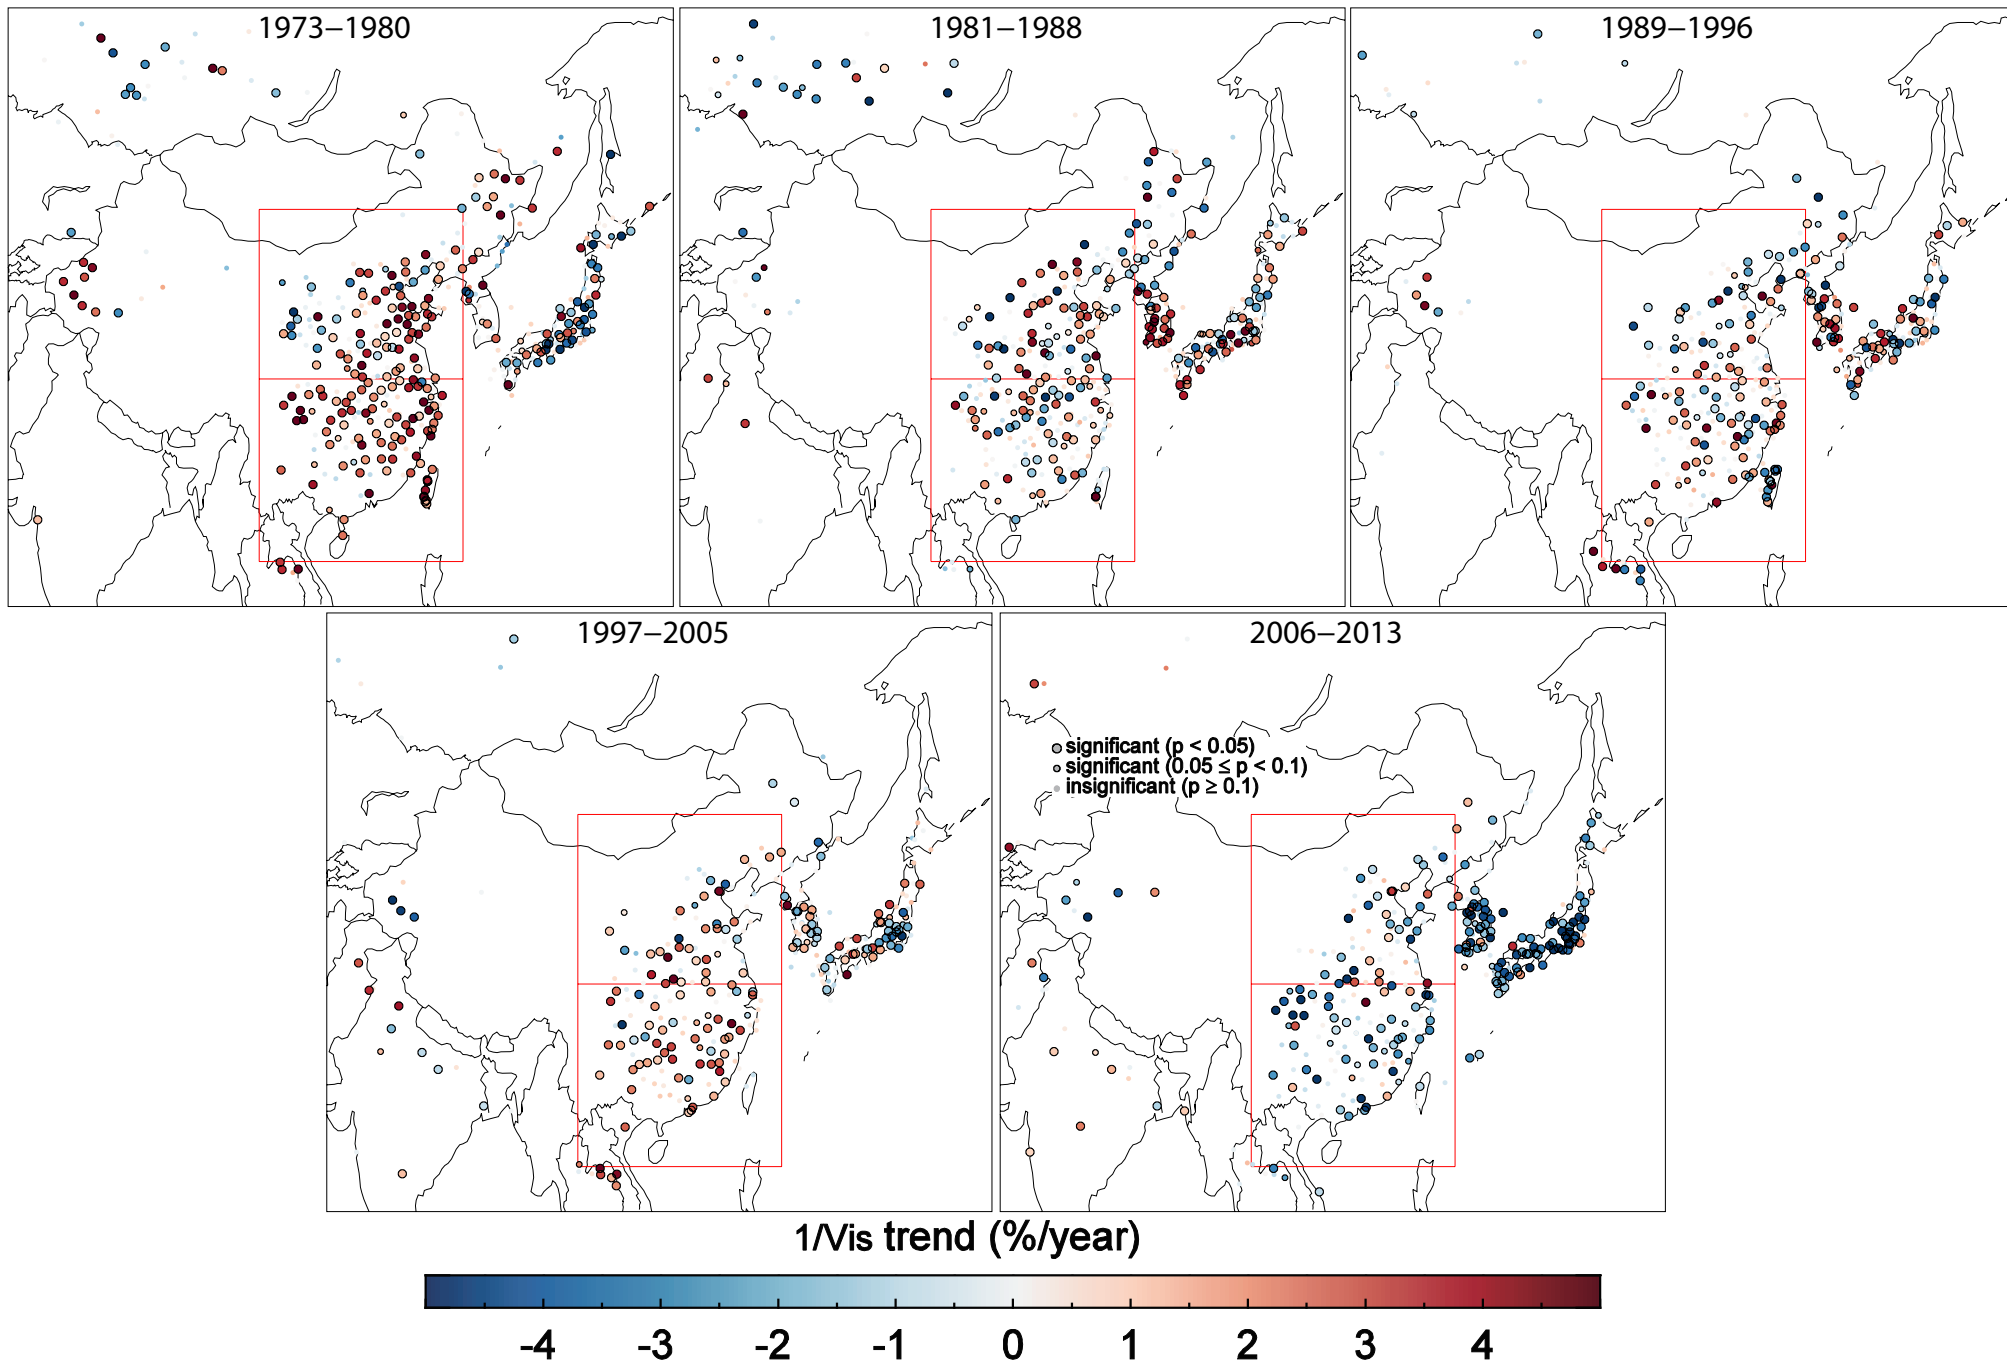 1973–1980
1981–1988
1989–1996
1997–2005
2006–2013
significant (p < 0.05)
significant (0.05 ≤ p < 0.1)
insignificant (p ≥ 0.1)
1/Vis trend (%/year)
-4 -3 -2 -1 0 1 2 3 4